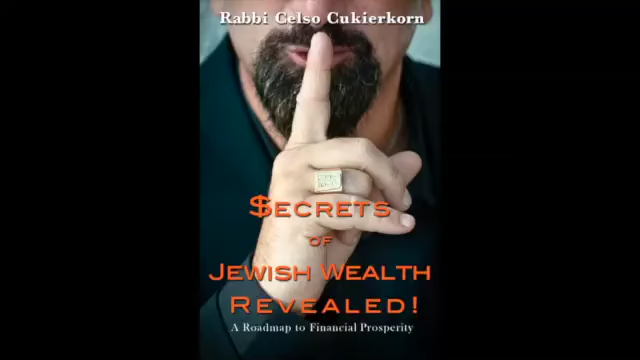 Rabbi Celso Cukierkorn
$ECRETS
OF
JEWISH WEALTH
REVEALED!
A Roadmap to Financial Prosperity